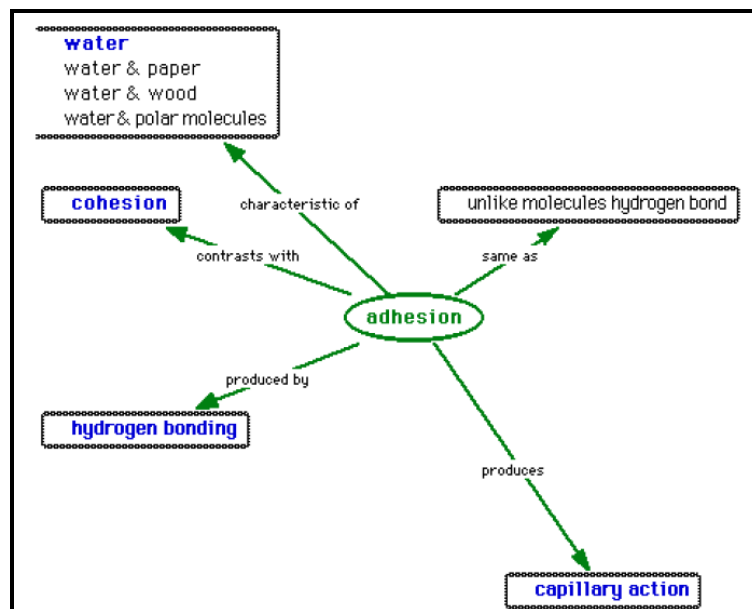 water
water & paper
water & wood
water & polar molecules
cohesion
characteristic of
unlike molecules hydrogen bond
contrasts with
same as
adhesion
produced by
hydrogen bonding
produces
capillary action